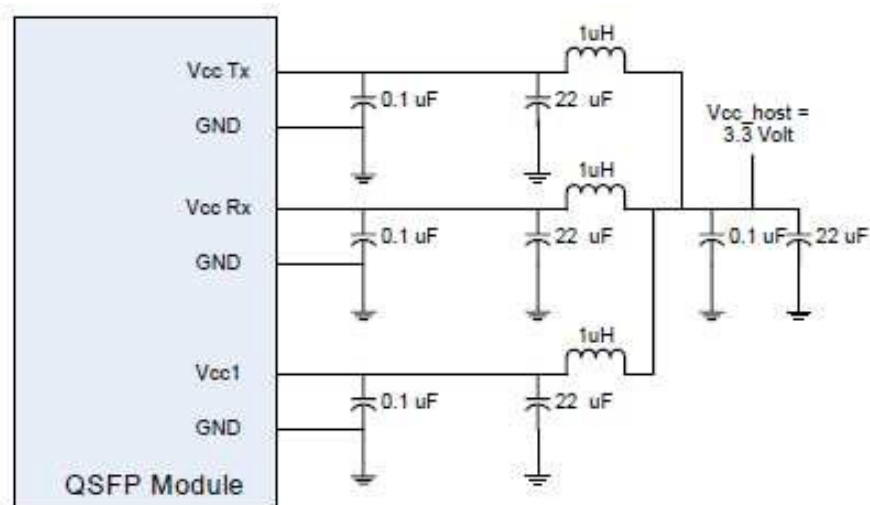 1uH
Vcc Tx
0.1 uF
22 uF
Vcc_host =
3.3 Volt
GND
1uH
Vcc Rx
0.1 uF
22 uF
0.1 uF
22 uF
GND
1uH
Vcc1
0.1 uF
22 uF
GND
QSFP Module